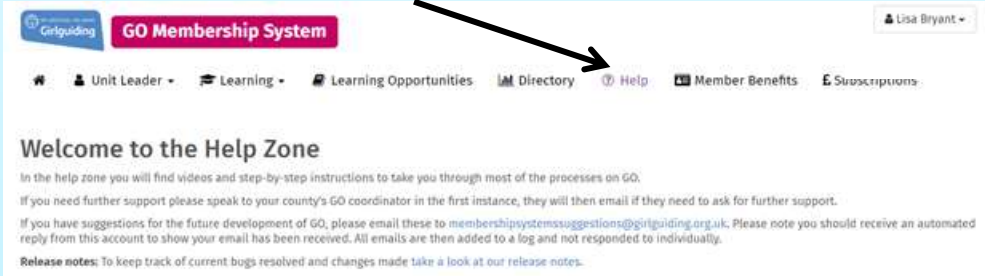 Girlguiding
GO Membership System
Lisa Bryant
Unit Leader
Learning
Learning Opportunities
Directory
Help
Member Benefits
£ Subscriptions
Welcome to the Help Zone
In the help zone you will find videos and step-by-step instructions to take you through most of the processes on GO.
If you need further support please speak to your county's GO coordinator in the first instance, they will then email if they need to ask for further support.
If you have suggestions for the future development of GO, please email these to membershipsystemssuggestions@girlguiding.org.uk. Please note you should receive an automated
reply from this account to show your email has been received. All emails are then added to a log and not responded to individually.
Release notes: To keep track of current bugs resolved and changes made take a look at our release notes.